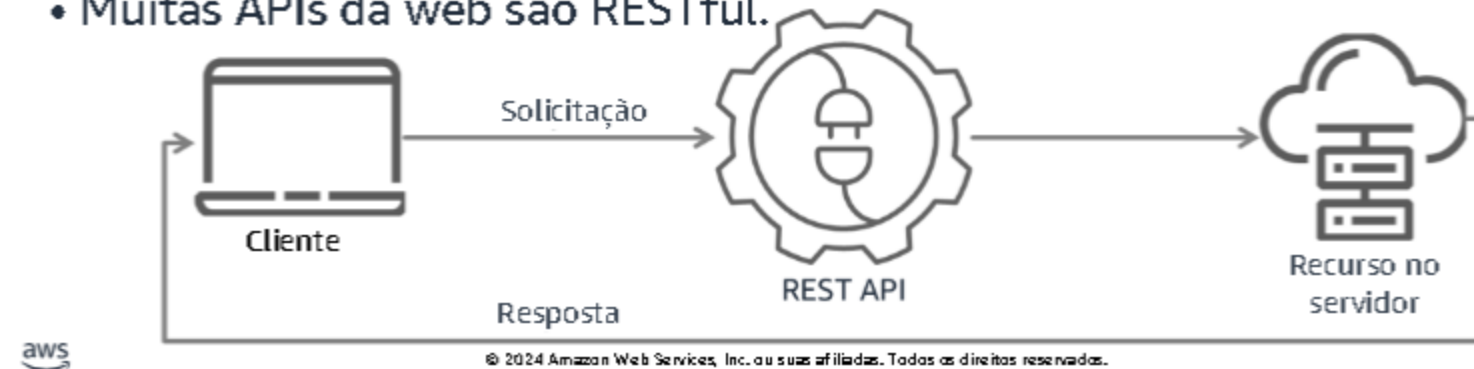 • Muitas APIs da web são RESTful.
Solicitação
Cliente
REST API
Recurso no
servidor
Resposta
aws
© 2024 Amazon Web Services, Inc. ou suas afiliadas. Todos os direitos reservados.